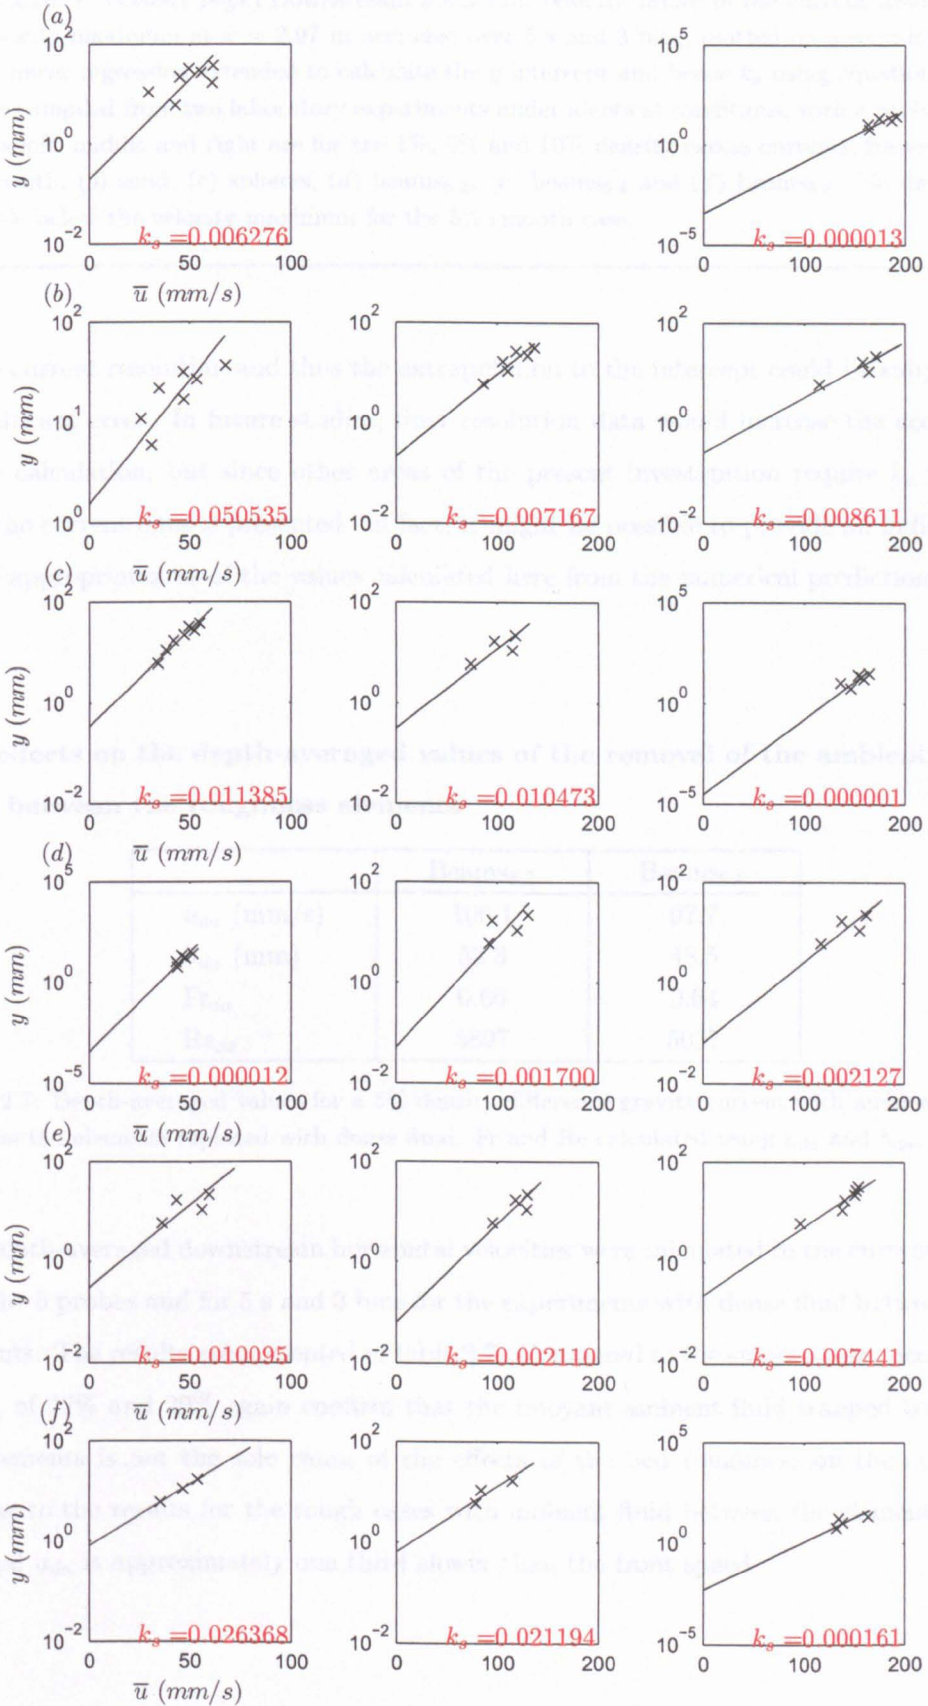 (a)
10^2
10^0
10^-2
y (mm)
k_s =0.006276
0 50 100
u̅ (mm/s)
10^5
10^0
10^-5
k_s =0.000013
0 100 200
(b)
10^2
10^1
10^0
y (mm)
k_s =0.050535
0 50 100
u̅ (mm/s)
10^2
10^0
10^-2
k_s =0.007167
0 100 200
10^2
10^0
10^-2
k_s =0.008611
0 100 200
(c)
10^2
10^0
10^-2
y (mm)
k_s =0.011385
0 50 100
u̅ (mm/s)
10^2
10^0
10^-2
k_s =0.010473
0 100 200
10^5
10^0
10^-5
k_s =0.000001
0 100 200
(d)
10^5
10^0
10^-5
y (mm)
k_s =0.000012
0 50 100
u̅ (mm/s)
10^2
10^0
10^-2
k_s =0.001700
0 100 200
10^2
10^0
10^-2
k_s =0.002127
0 100 200
(e)
10^2
10^0
10^-2
y (mm)
k_s =0.010095
0 50 100
u̅ (mm/s)
10^2
10^0
10^-2
k_s =0.002110
0 100 200
10^2
10^0
10^-2
k_s =0.007441
0 100 200
(f)
10^2
10^0
10^-2
y (mm)
k_s =0.026368
0 50 100
u̅ (mm/s)
10^2
10^0
10^-2
k_s =0.021194
0 100 200
10^5
10^0
10^-5
k_s =0.000161
0 100 200